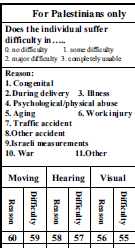 For Palestinians only
Does the individual suffer
difficulty in…..
0. no difficulty 1. some difficulty
2. major difficulty 3. completely unable
Reason:
1. Congenital
2.During delivery 3. Illness
4. Psychological/physical abuse
5. Aging 6.Work injury
7. Traffic accident
8.Other accident
9.Israeli measurements
10. War 11.Other
Moving Hearing Visual
Reason Difficulty Reason Difficulty Reason Difficulty
60 59 58 57 56 55